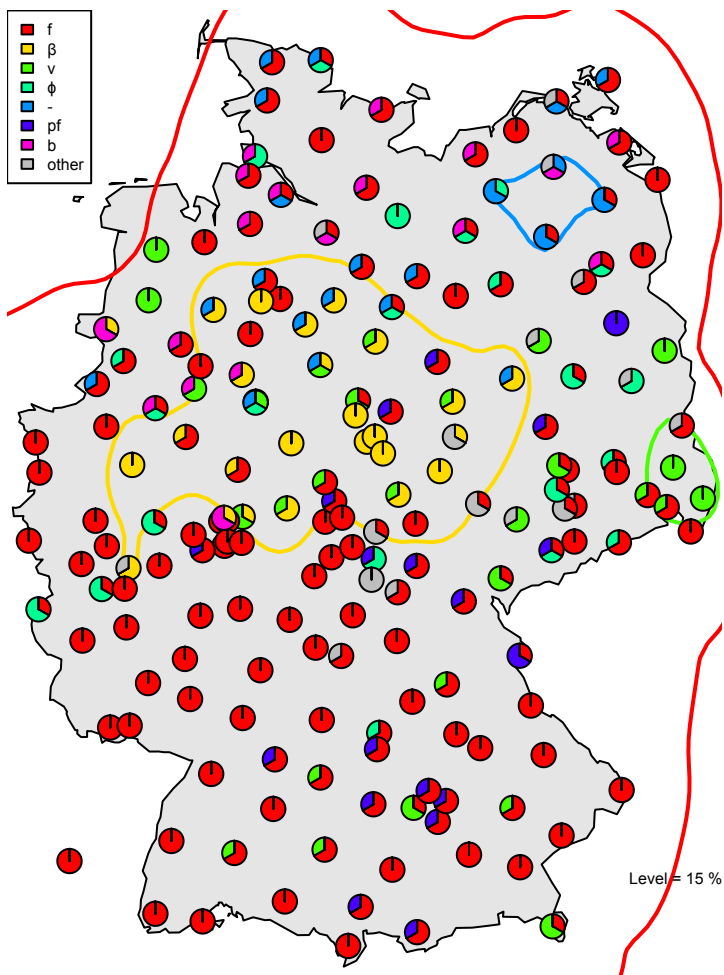 f
β
v
ϕ
-
pf
b
other
Level = 15 %